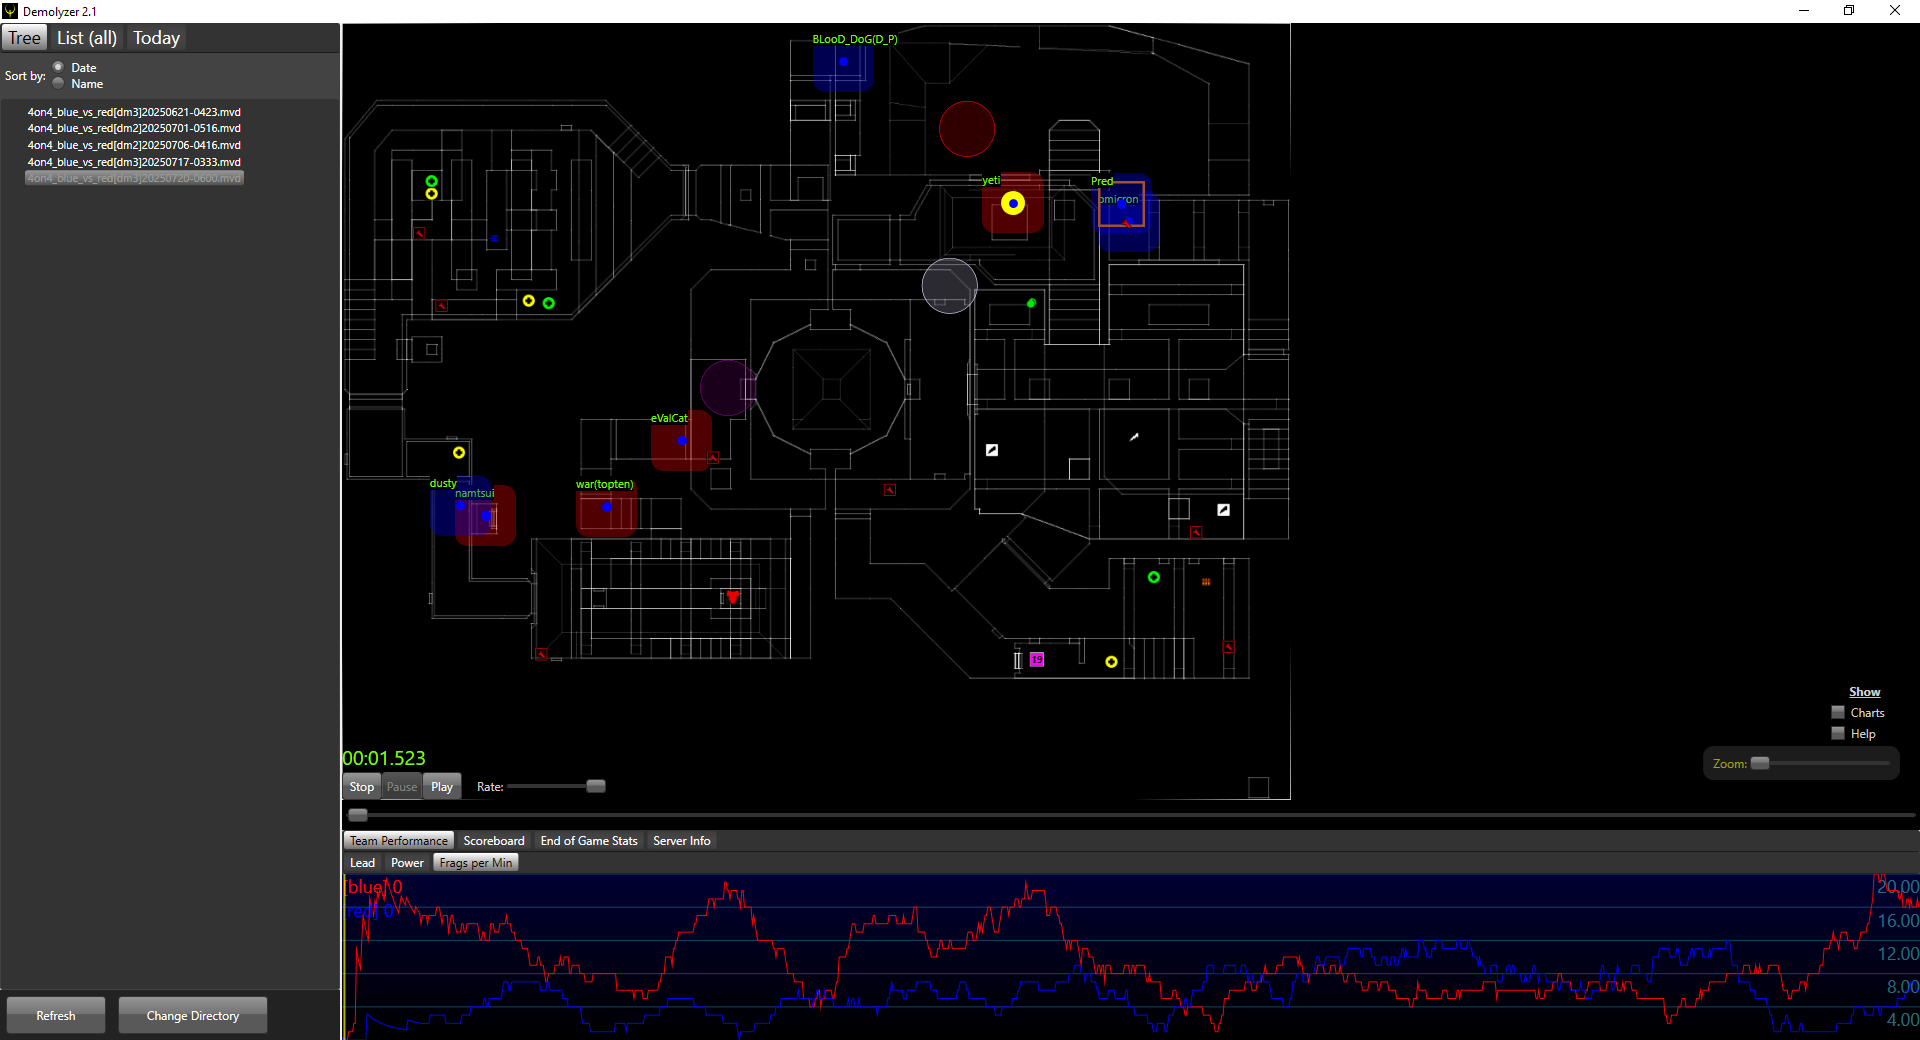 Demolyzer 2.1
Tree List (all) Today
Sort by: Date
Name
4on4_blue_vs_red[dm3]20250621-0423.mvd
4on4_blue_vs_red[dm2]20250701-0516.mvd
4on4_blue_vs_red[dm2]20250706-0416.mvd
4on4_blue_vs_red[dm3]20250717-0333.mvd
4on4_blue_vs_red[dm3]20250720-0600.mvd
Refresh
Change Directory
BLooD_DoG(D_P)
yeti
Pred
omicron
eValCat
dusty
namtsui
war(topten)
19
Show
Charts
Help
Zoom:
00:01.523
Stop Pause Play Rate:
Team Performance Scoreboard End of Game Stats Server Info
Lead Power Frags per Min
[blue] 0
[red] 0
20.00
16.00
12.00
8.00
4.00